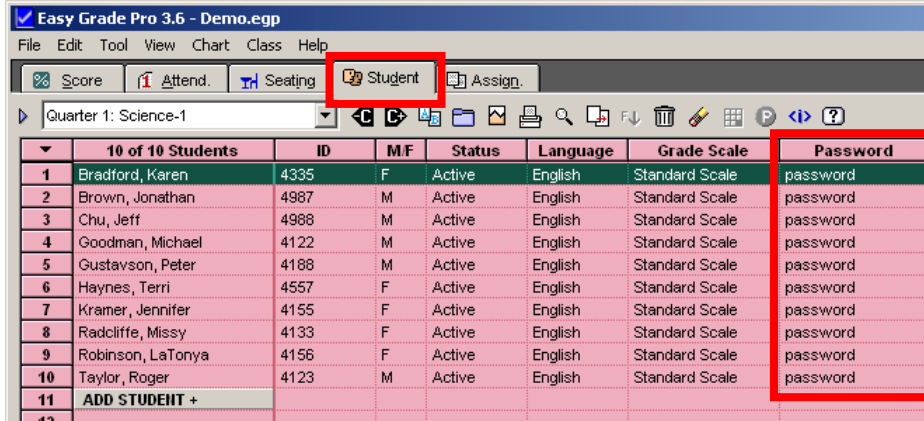 Easy Grade Pro 3.6 - Demo.egp
File Edit Tool View Chart Class Help
Score Attend. Seating Student Assign.
Quarter 1: Science-1
10 of 10 Students ID M/F Status Language Grade Scale Password
1 Bradford, Karen 4335 F Active English Standard Scale password
2 Brown, Jonathan 4987 M Active English Standard Scale password
3 Chu, Jeff 4988 M Active English Standard Scale password
4 Goodman, Michael 4122 M Active English Standard Scale password
5 Gustavson, Peter 4188 M Active English Standard Scale password
6 Haynes, Terri 4557 F Active English Standard Scale password
7 Kramer, Jennifer 4155 F Active English Standard Scale password
8 Radcliffe, Missy 4133 F Active English Standard Scale password
9 Robinson, LaTonya 4156 F Active English Standard Scale password
10 Taylor, Roger 4123 M Active English Standard Scale password
11 ADD STUDENT +